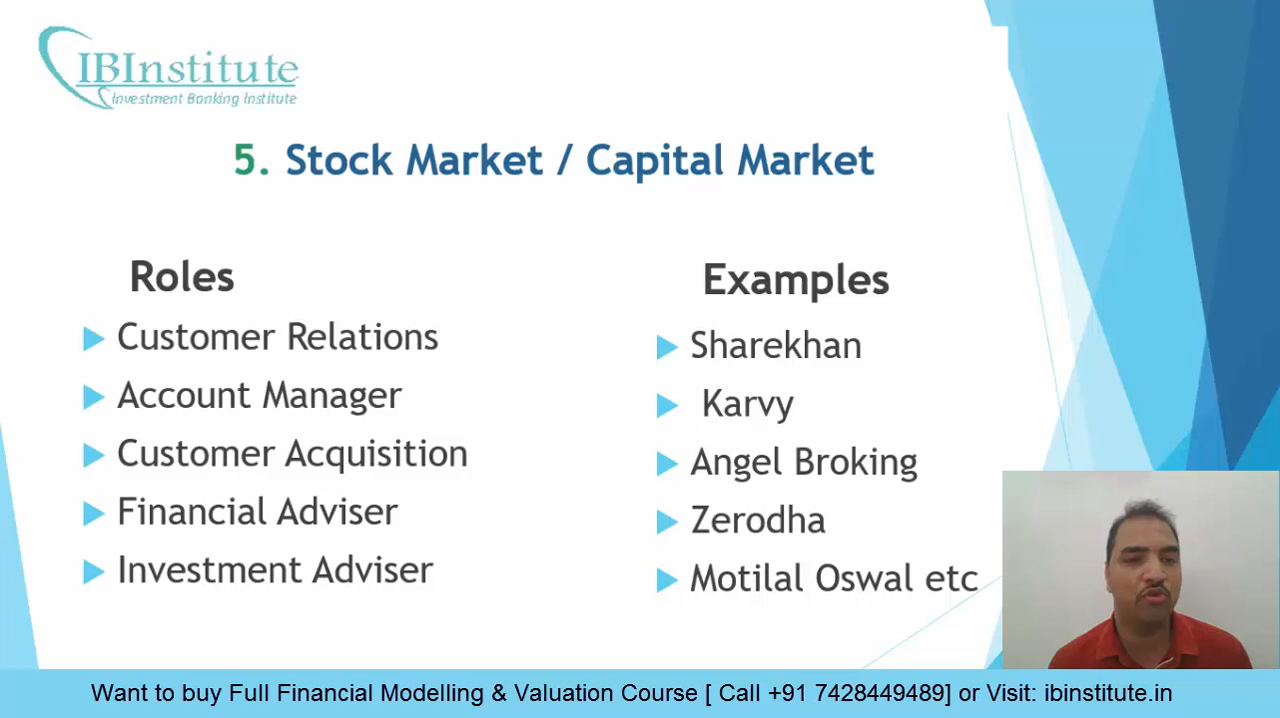 IBInstitute
Investment Banking Institute
5. Stock Market / Capital Market
Roles
Customer Relations
Account Manager
Customer Acquisition
Financial Adviser
Investment Adviser
Examples
Sharekhan
Karvy
Angel Broking
Zerodha
Motilal Oswal etc
Want to buy Full Financial Modelling & Valuation Course [ Call +91 7428449489] or Visit: ibinstitute.in